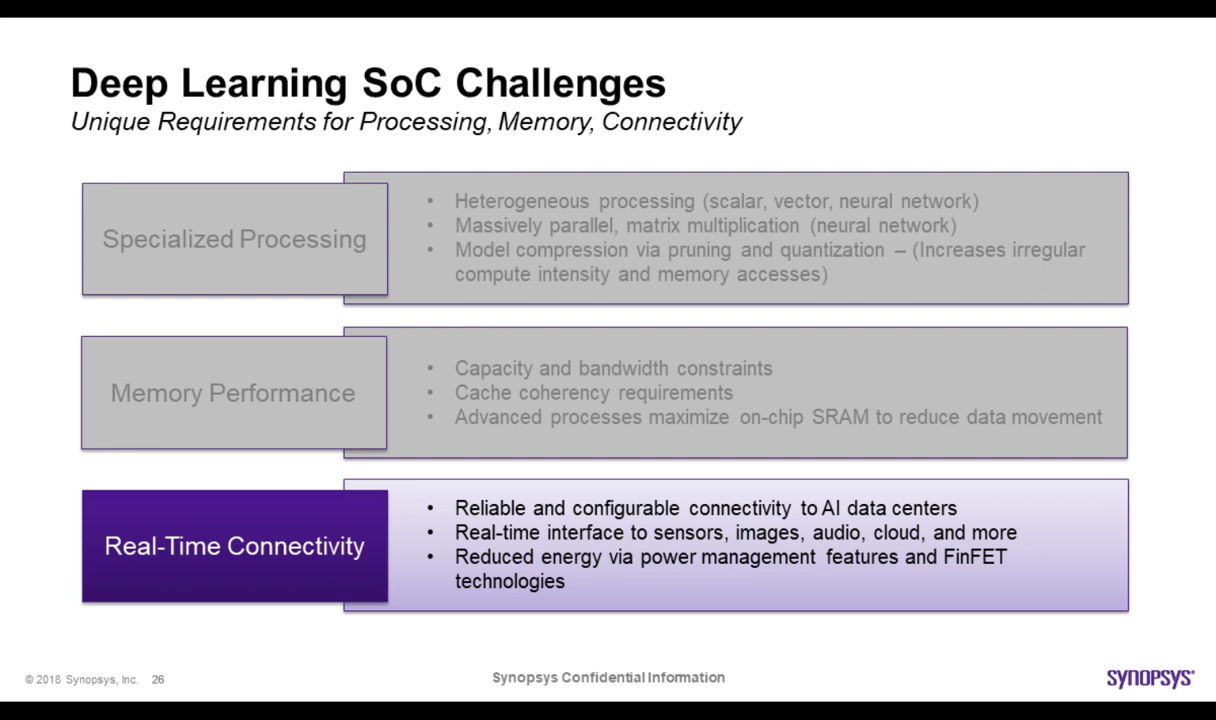 Deep Learning SoC Challenges
Unique Requirements for Processing, Memory, Connectivity
Specialized Processing
• Heterogeneous processing (scalar, vector, neural network)
• Massively parallel, matrix multiplication (neural network)
• Model compression via pruning and quantization – (Increases irregular
compute intensity and memory accesses)
Memory Performance
• Capacity and bandwidth constraints
• Cache coherency requirements
• Advanced processes maximize on-chip SRAM to reduce data movement
Real-Time Connectivity
• Reliable and configurable connectivity to AI data centers
• Real-time interface to sensors, images, audio, cloud, and more
• Reduced energy via power management features and FinFET
technologies
© 2018 Synopsys, Inc. 26
Synopsys Confidential Information
SYNOPSYS®